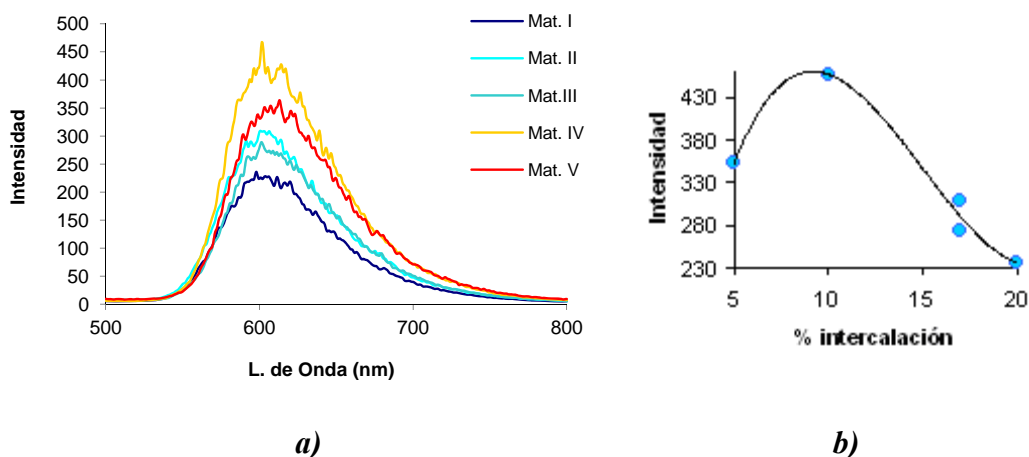 500
450
400
350
300
250
200
150
100
50
0
Intensidad
500
600
700
800
L. de Onda (nm)
Mat. I
Mat. II
Mat.III
Mat. IV
Mat. V
a)
430
380
330
280
230
Intensidad
5
10
15
20
% intercalación
b)